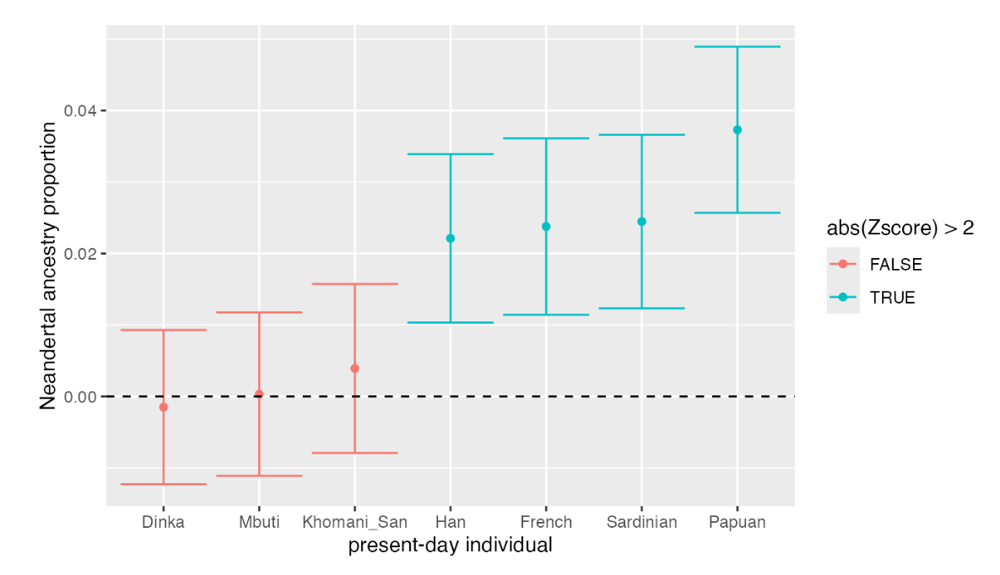 Neandertal ancestry proportion
0.04
0.02
0.00
Dinka Mbuti Khomani_San Han French Sardinian Papuan
present-day individual
abs(Zscore) > 2
FALSE
TRUE